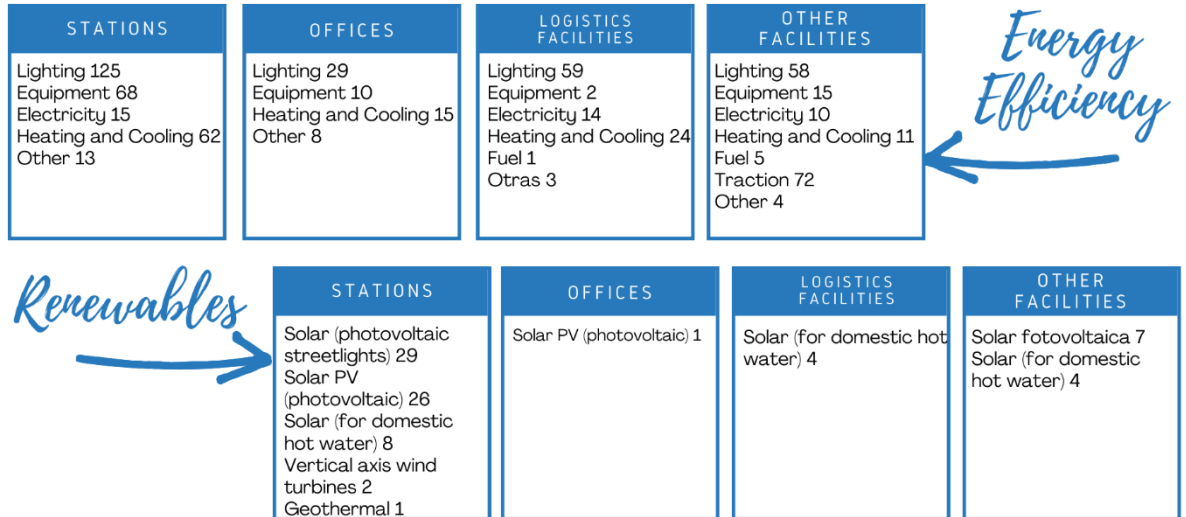 STATIONS
Lighting 125
Equipment 68
Electricity 15
Heating and Cooling 62
Other 13
OFFICES
Lighting 29
Equipment 10
Heating and Cooling 15
Other 8
LOGISTICS
FACILITIES
Lighting 59
Equipment 2
Electricity 14
Heating and Cooling 24
Fuel 1
Otras 3
OTHER
FACILITIES
Lighting 58
Equipment 15
Electricity 10
Heating and Cooling 11
Fuel 5
Traction 72
Other 4
Energy
Efficiency
Renewables
STATIONS
Solar (photovoltaic
streetlights) 29
Solar PV
(photovoltaic) 26
Solar (for domestic
hot water) 8
Vertical axis wind
turbines 2
Geothermal 1
OFFICES
Solar PV (photovoltaic) 1
LOGISTICS
FACILITIES
Solar (for domestic hot
water) 4
OTHER
FACILITIES
Solar fotovoltaica 7
Solar (for domestic
hot water) 4